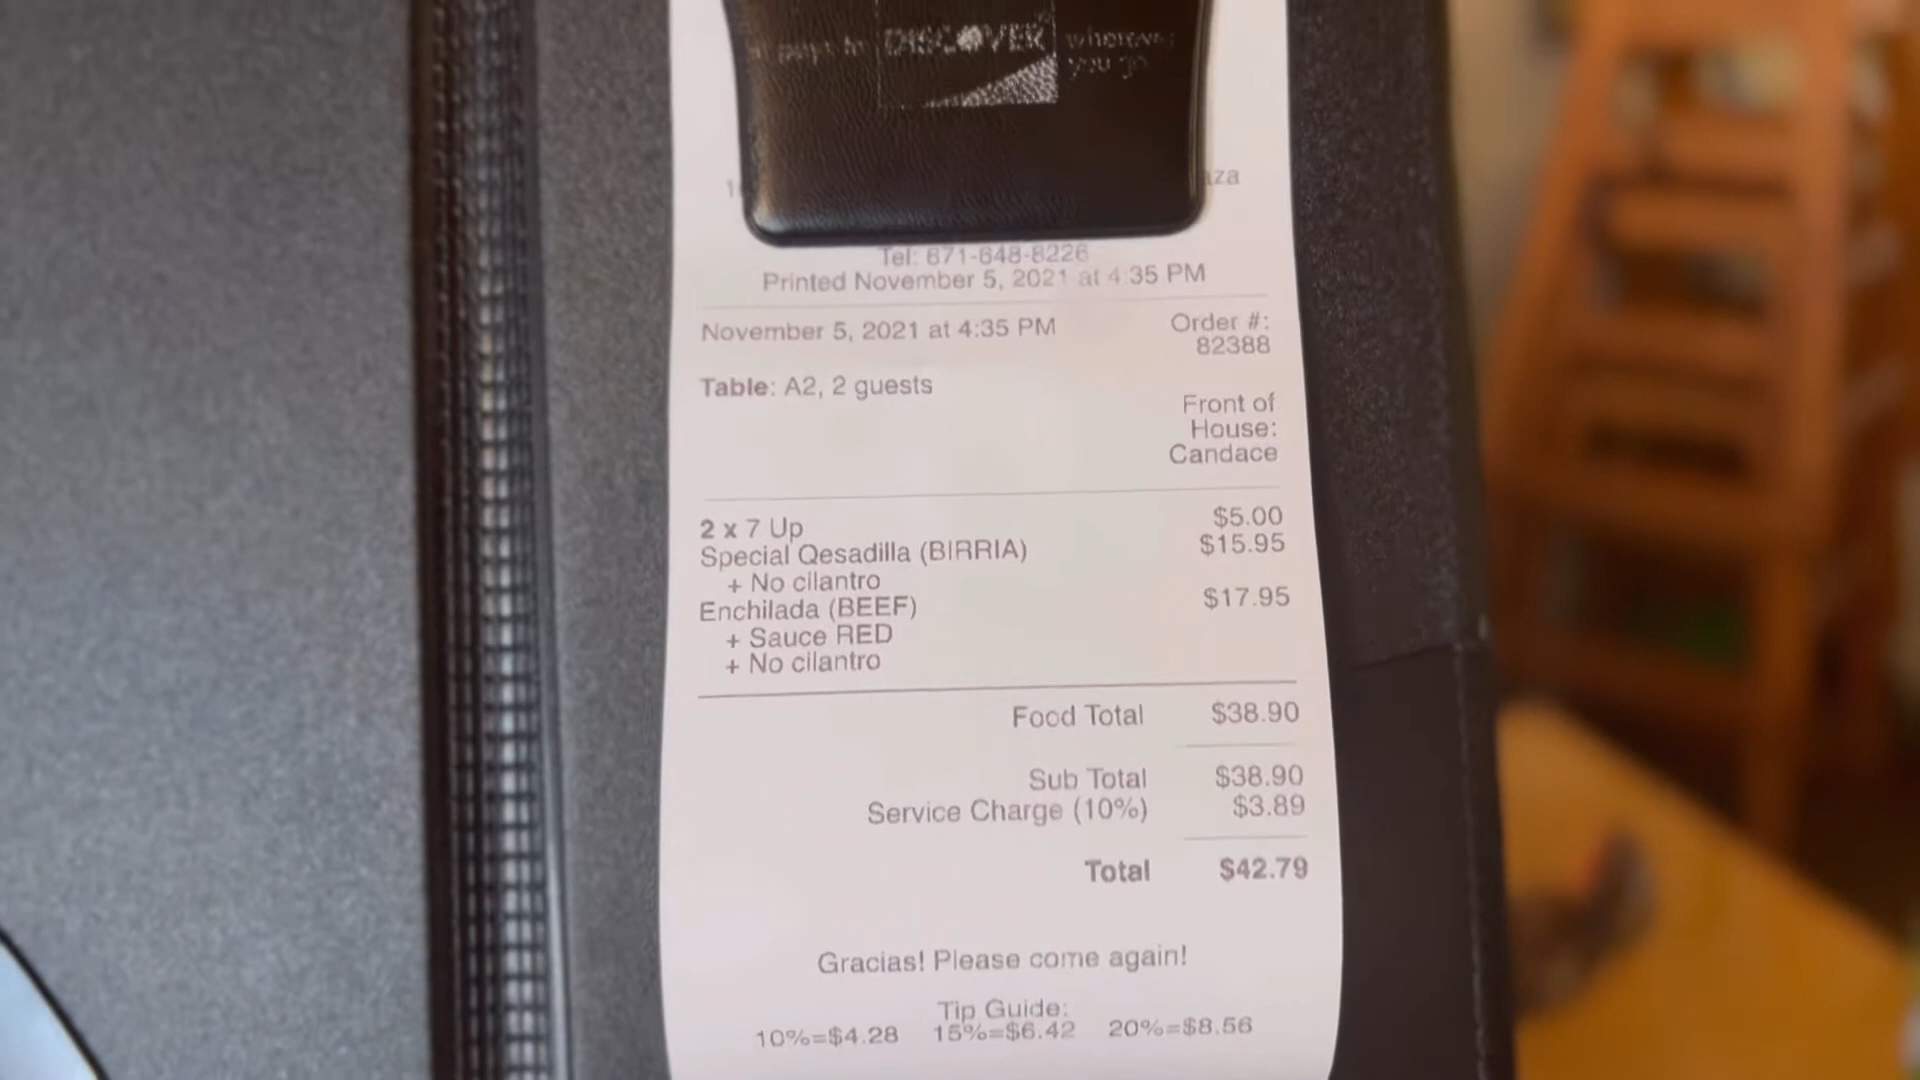 DISCOVER wherever
you go
Tel: 671-648-8226
Printed November 5, 2021 at 4:35 PM
November 5, 2021 at 4:35 PM
Order #:
82388
Table: A2, 2 guests
Front of
House:
Candace
2 x 7 Up $5.00
Special Qesadilla (BIRRIA) $15.95
+ No cilantro
Enchilada (BEEF) $17.95
+ Sauce RED
+ No cilantro
Food Total $38.90
Sub Total $38.90
Service Charge (10%) $3.89
Total $42.79
Gracias! Please come again!
Tip Guide:
10%=$4.28 15%=$6.42 20%=$8.56